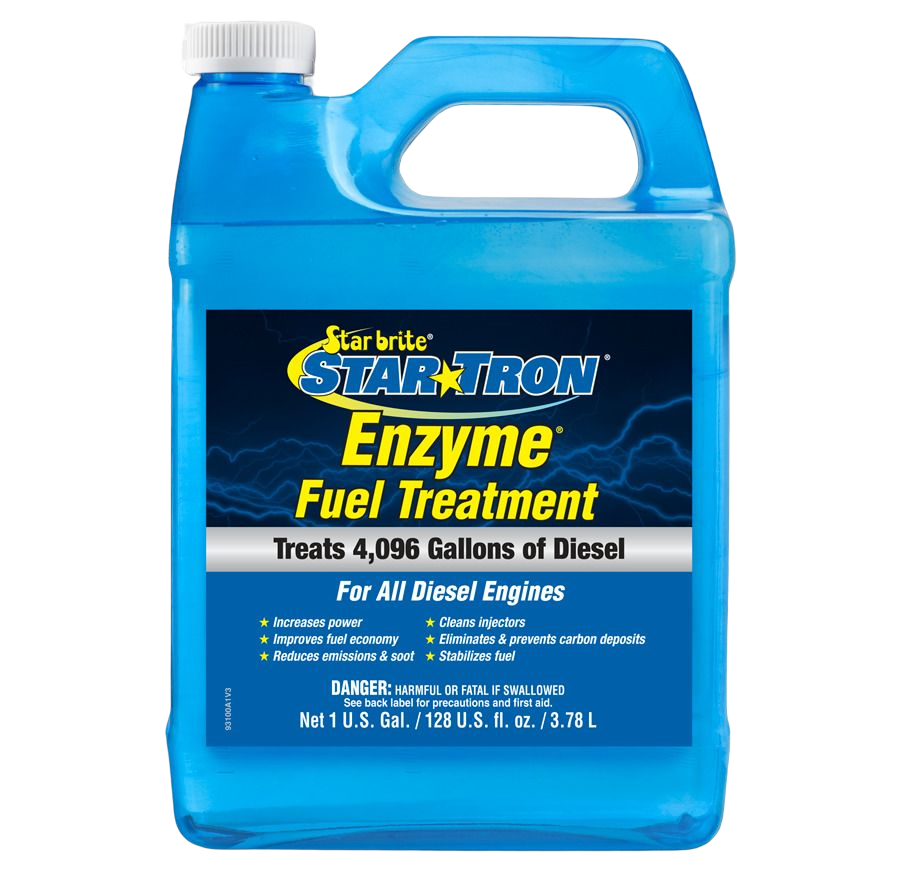 Star brite®
STAR★TRON®
Enzyme®
Fuel Treatment
Treats 4,096 Gallons of Diesel
For All Diesel Engines
★ Increases power
★ Improves fuel economy
★ Reduces emissions & soot
★ Cleans injectors
★ Eliminates & prevents carbon deposits
★ Stabilizes fuel
DANGER: HARMFUL OR FATAL IF SWALLOWED
See back label for precautions and first aid.
Net 1 U.S. Gal. / 128 U.S. fl. oz. / 3.78 L
93100A1V3